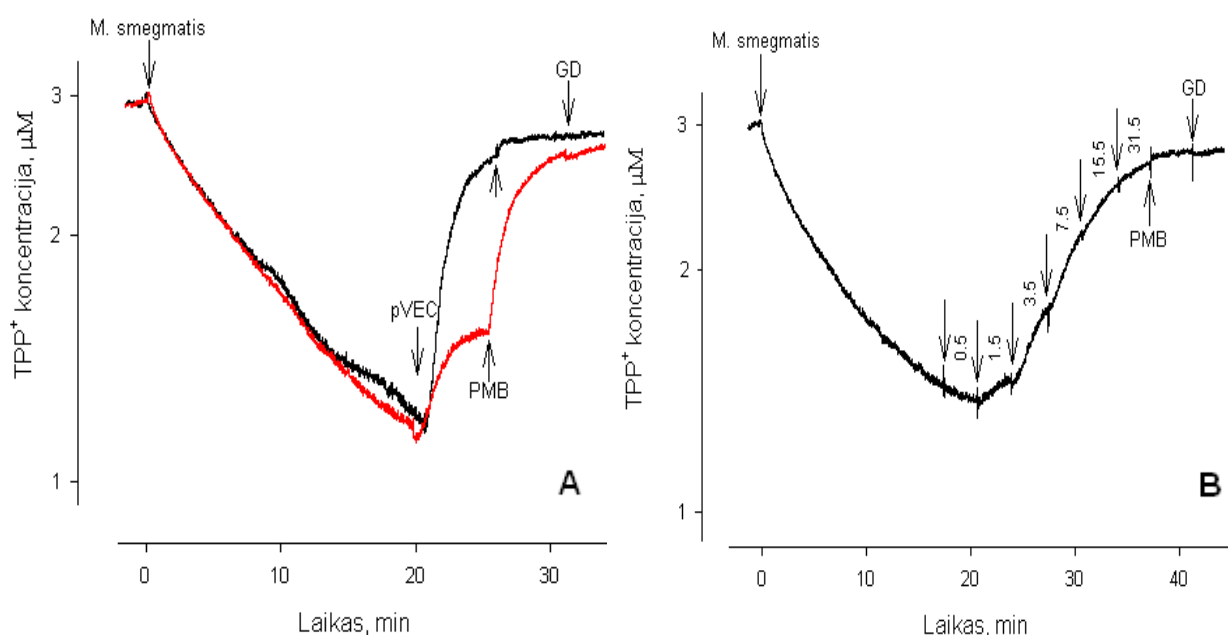 M. smegmatis
GD
3
2
1
pVEC
PMB
TPP⁺ koncentracija, µM
A
0
10
20
30
Laikas, min
M. smegmatis
GD
3
2
1
0.5
1.5
3.5
7.5
15.5
31.5
PMB
TPP⁺ koncentracija, µM
B
0
10
20
30
40
Laikas, min